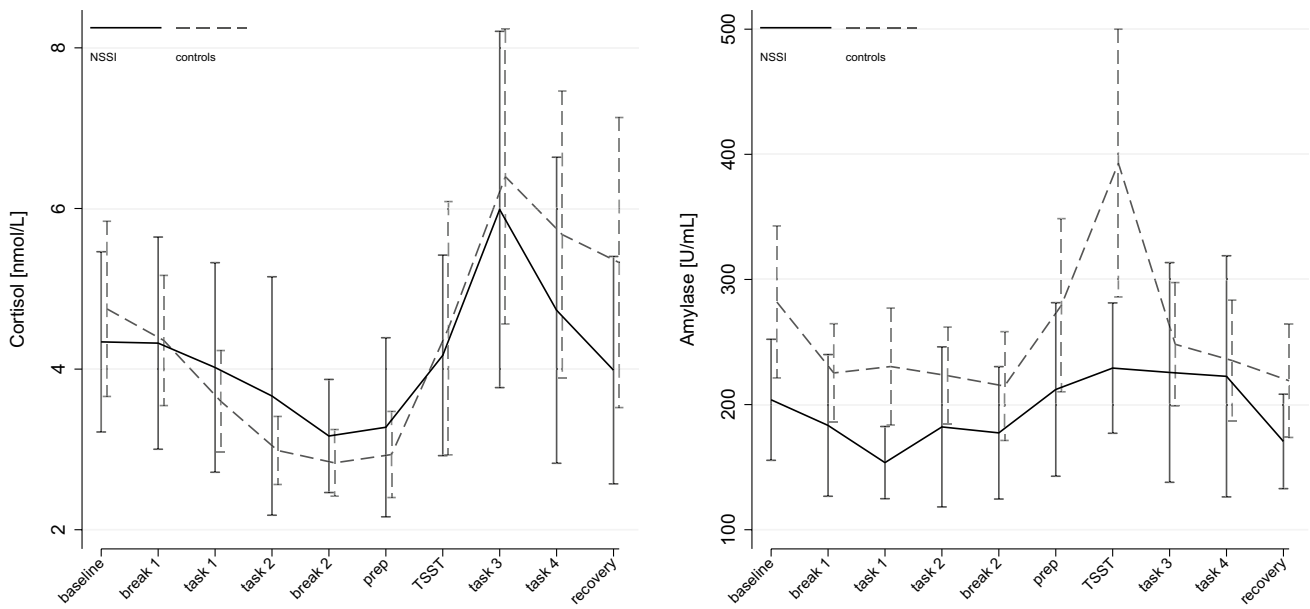 NSSI
controls
Cortisol [nmol/L]
8
6
4
2
baseline
break 1
task 1
task 2
break 2
prep
TSST
task 3
task 4
recovery
NSSI
controls
Amylase [U/mL]
500
400
300
200
100
baseline
break 1
task 1
task 2
break 2
prep
TSST
task 3
task 4
recovery